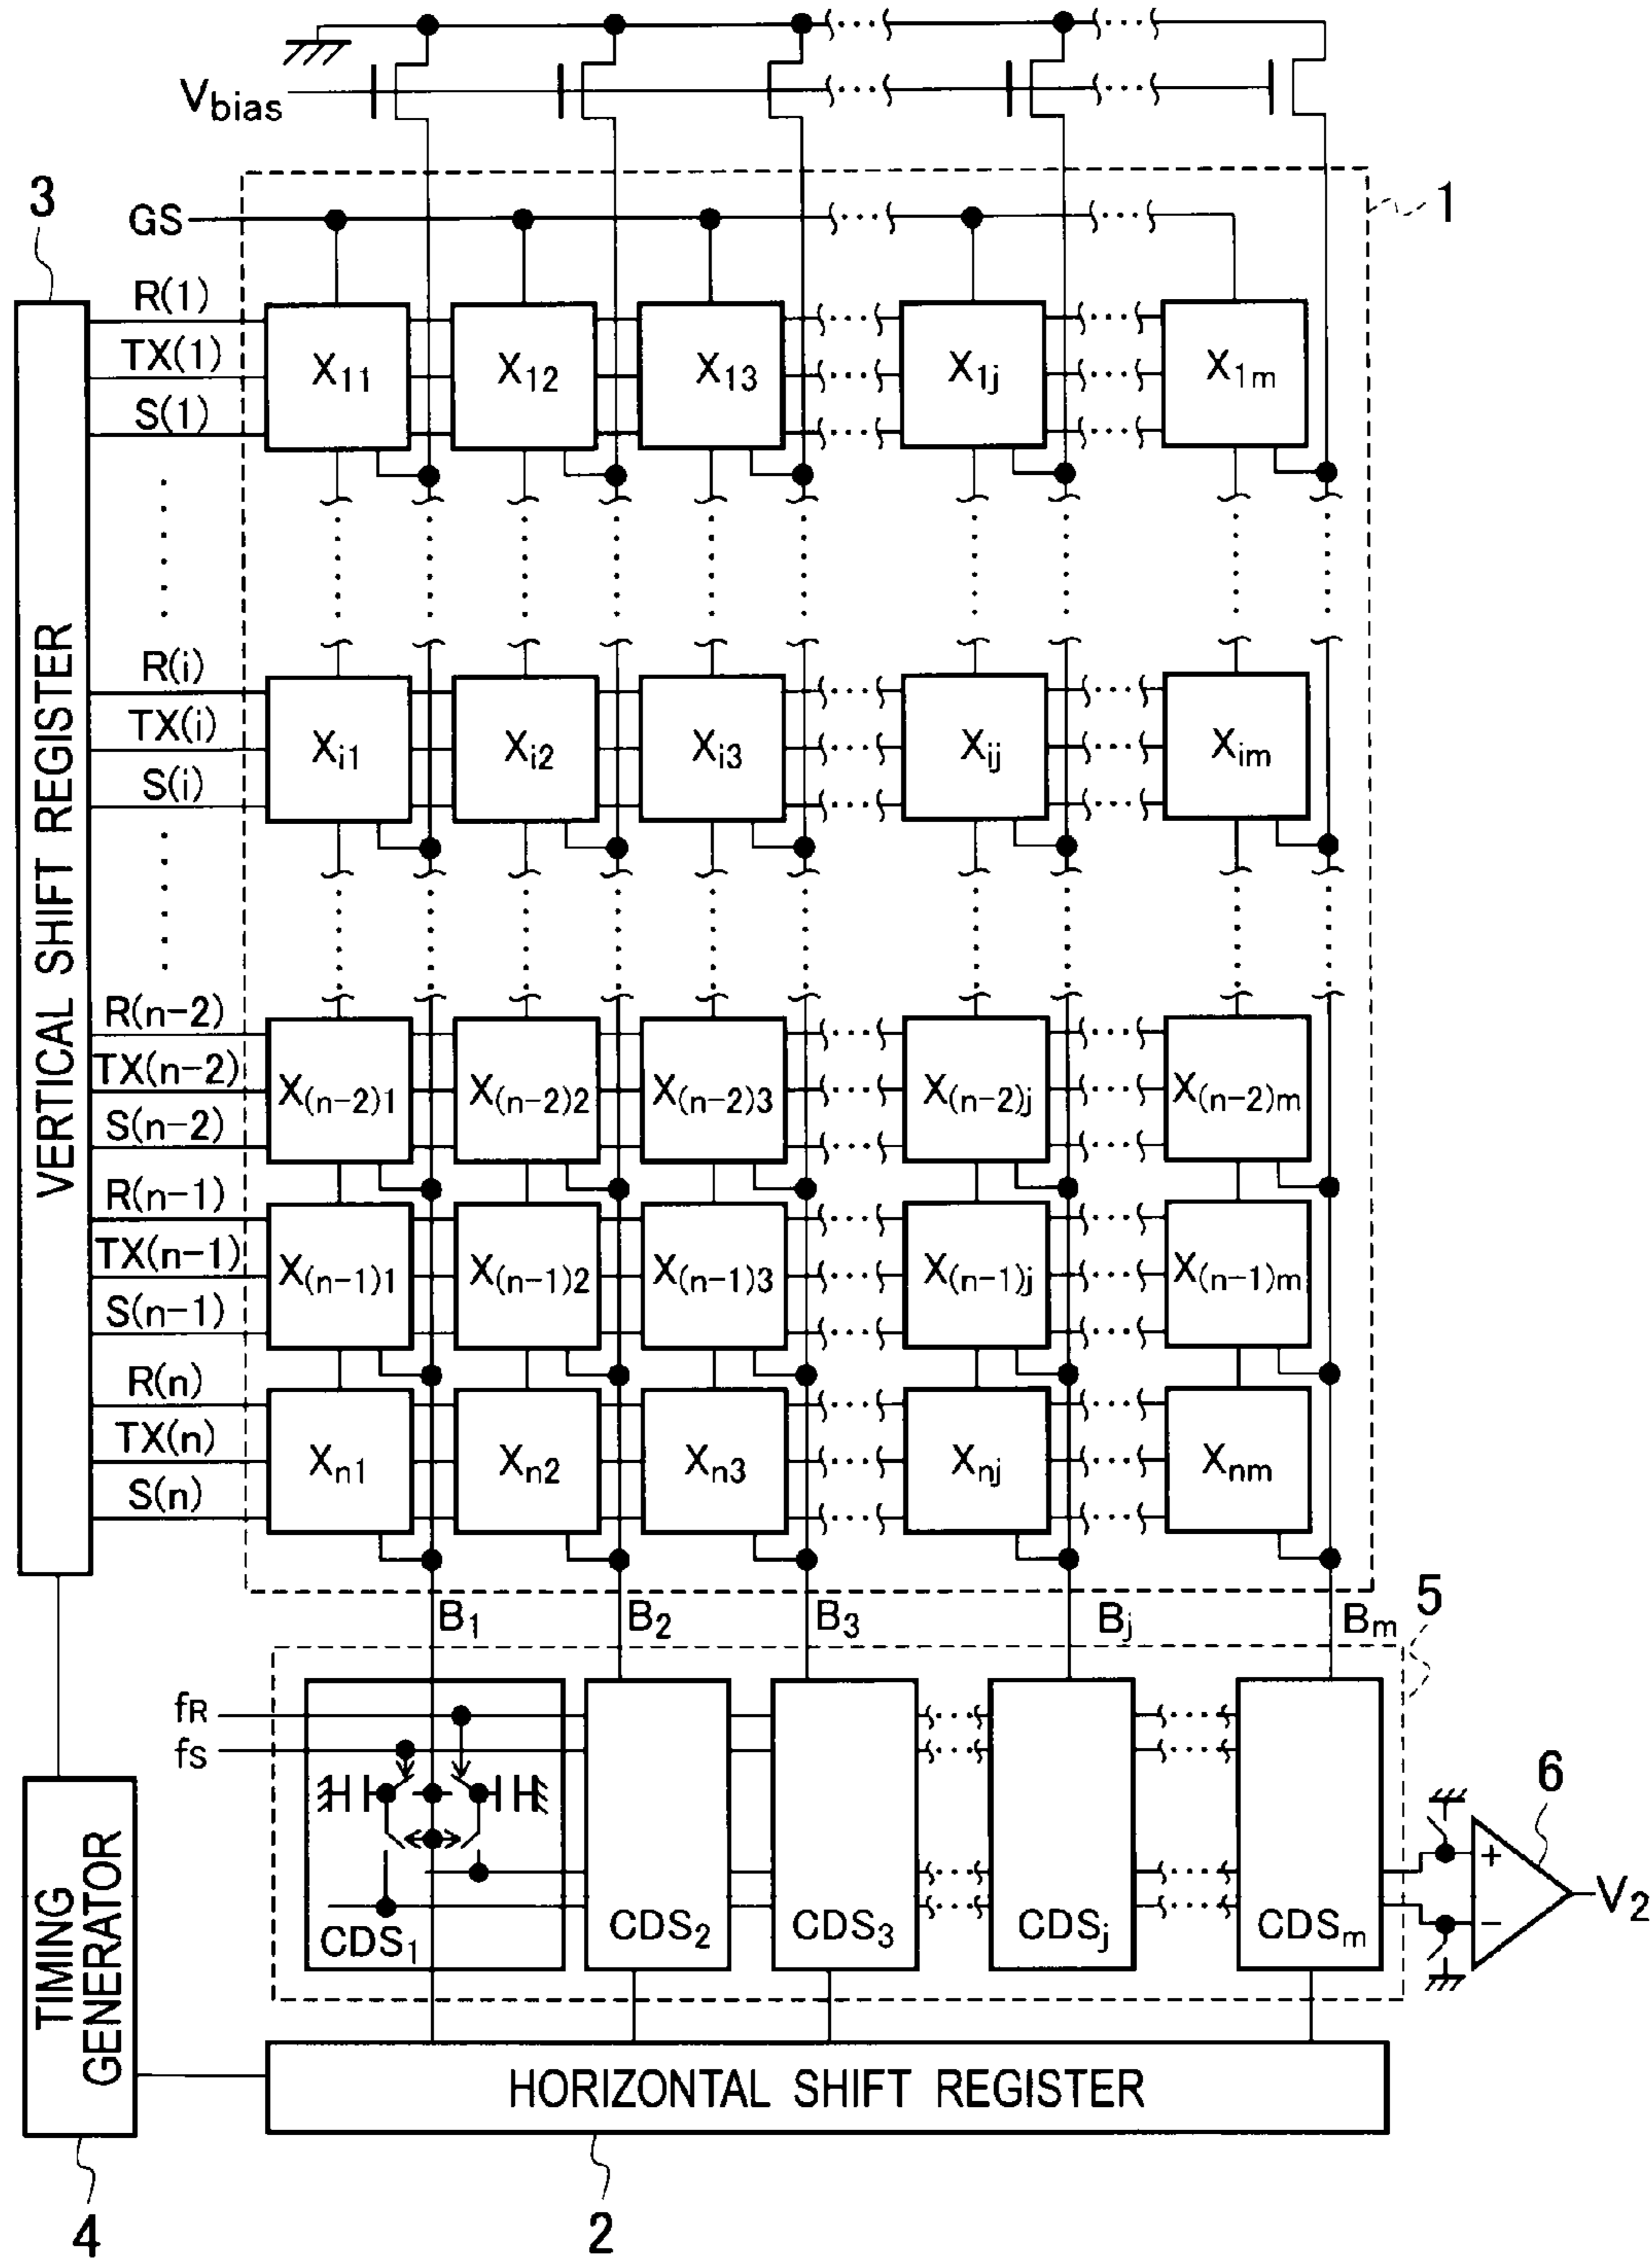 Vbias
3
GS
1
R(1)
TX(1)
S(1)
X11 X12 X13 X1j X1m
R(i)
TX(i)
S(i)
Xi1 Xi2 Xi3 Xij Xim
VERTICAL SHIFT REGISTER
R(n-2)
TX(n-2)
S(n-2)
X(n-2)1 X(n-2)2 X(n-2)3 X(n-2)j X(n-2)m
R(n-1)
TX(n-1)
S(n-1)
X(n-1)1 X(n-1)2 X(n-1)3 X(n-1)j X(n-1)m
R(n)
TX(n)
S(n)
Xn1 Xn2 Xn3 Xnj Xnm
B1 B2 B3 Bj Bm
5
fR
fS
6
+
−
V2
CDS1 CDS2 CDS3 CDSj CDSm
TIMING
GENERATOR
HORIZONTAL SHIFT REGISTER
4
2